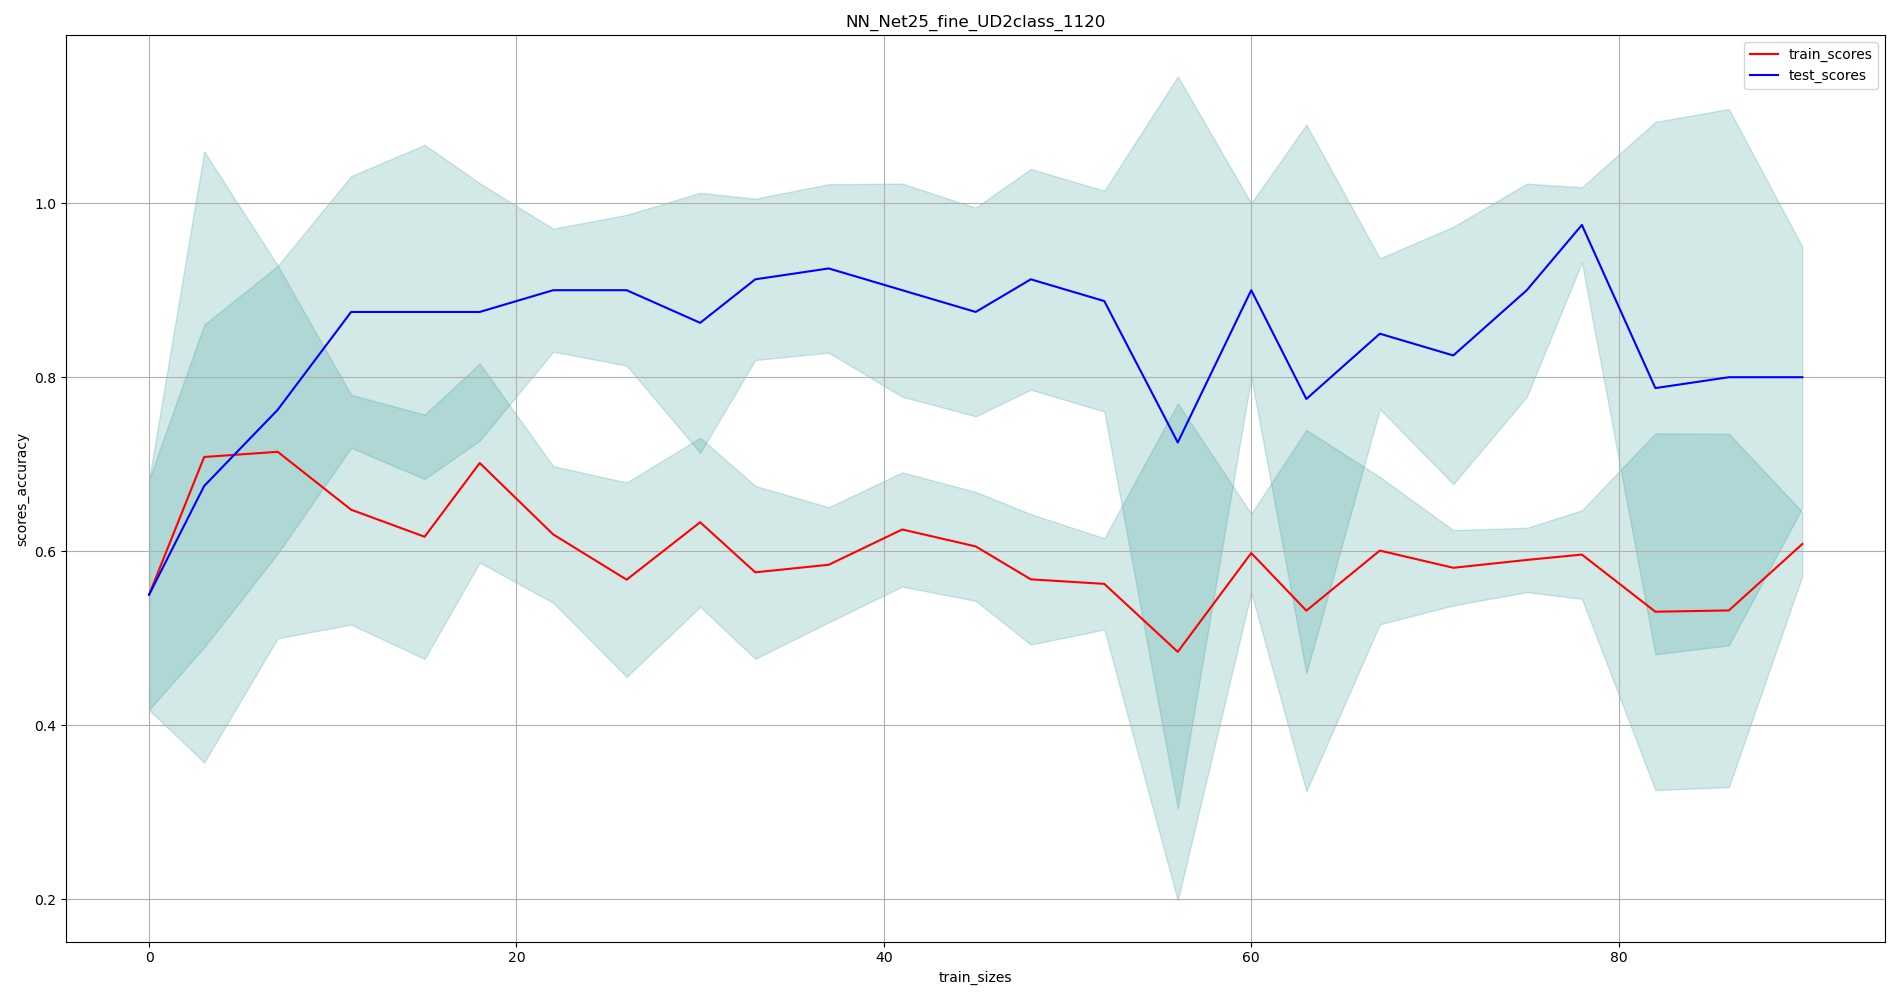 NN_Net25_fine_UD2class_1120
train_scores
test_scores
scores_accuracy
1.0
0.8
0.6
0.4
0.2
0 20 40 60 80
train_sizes